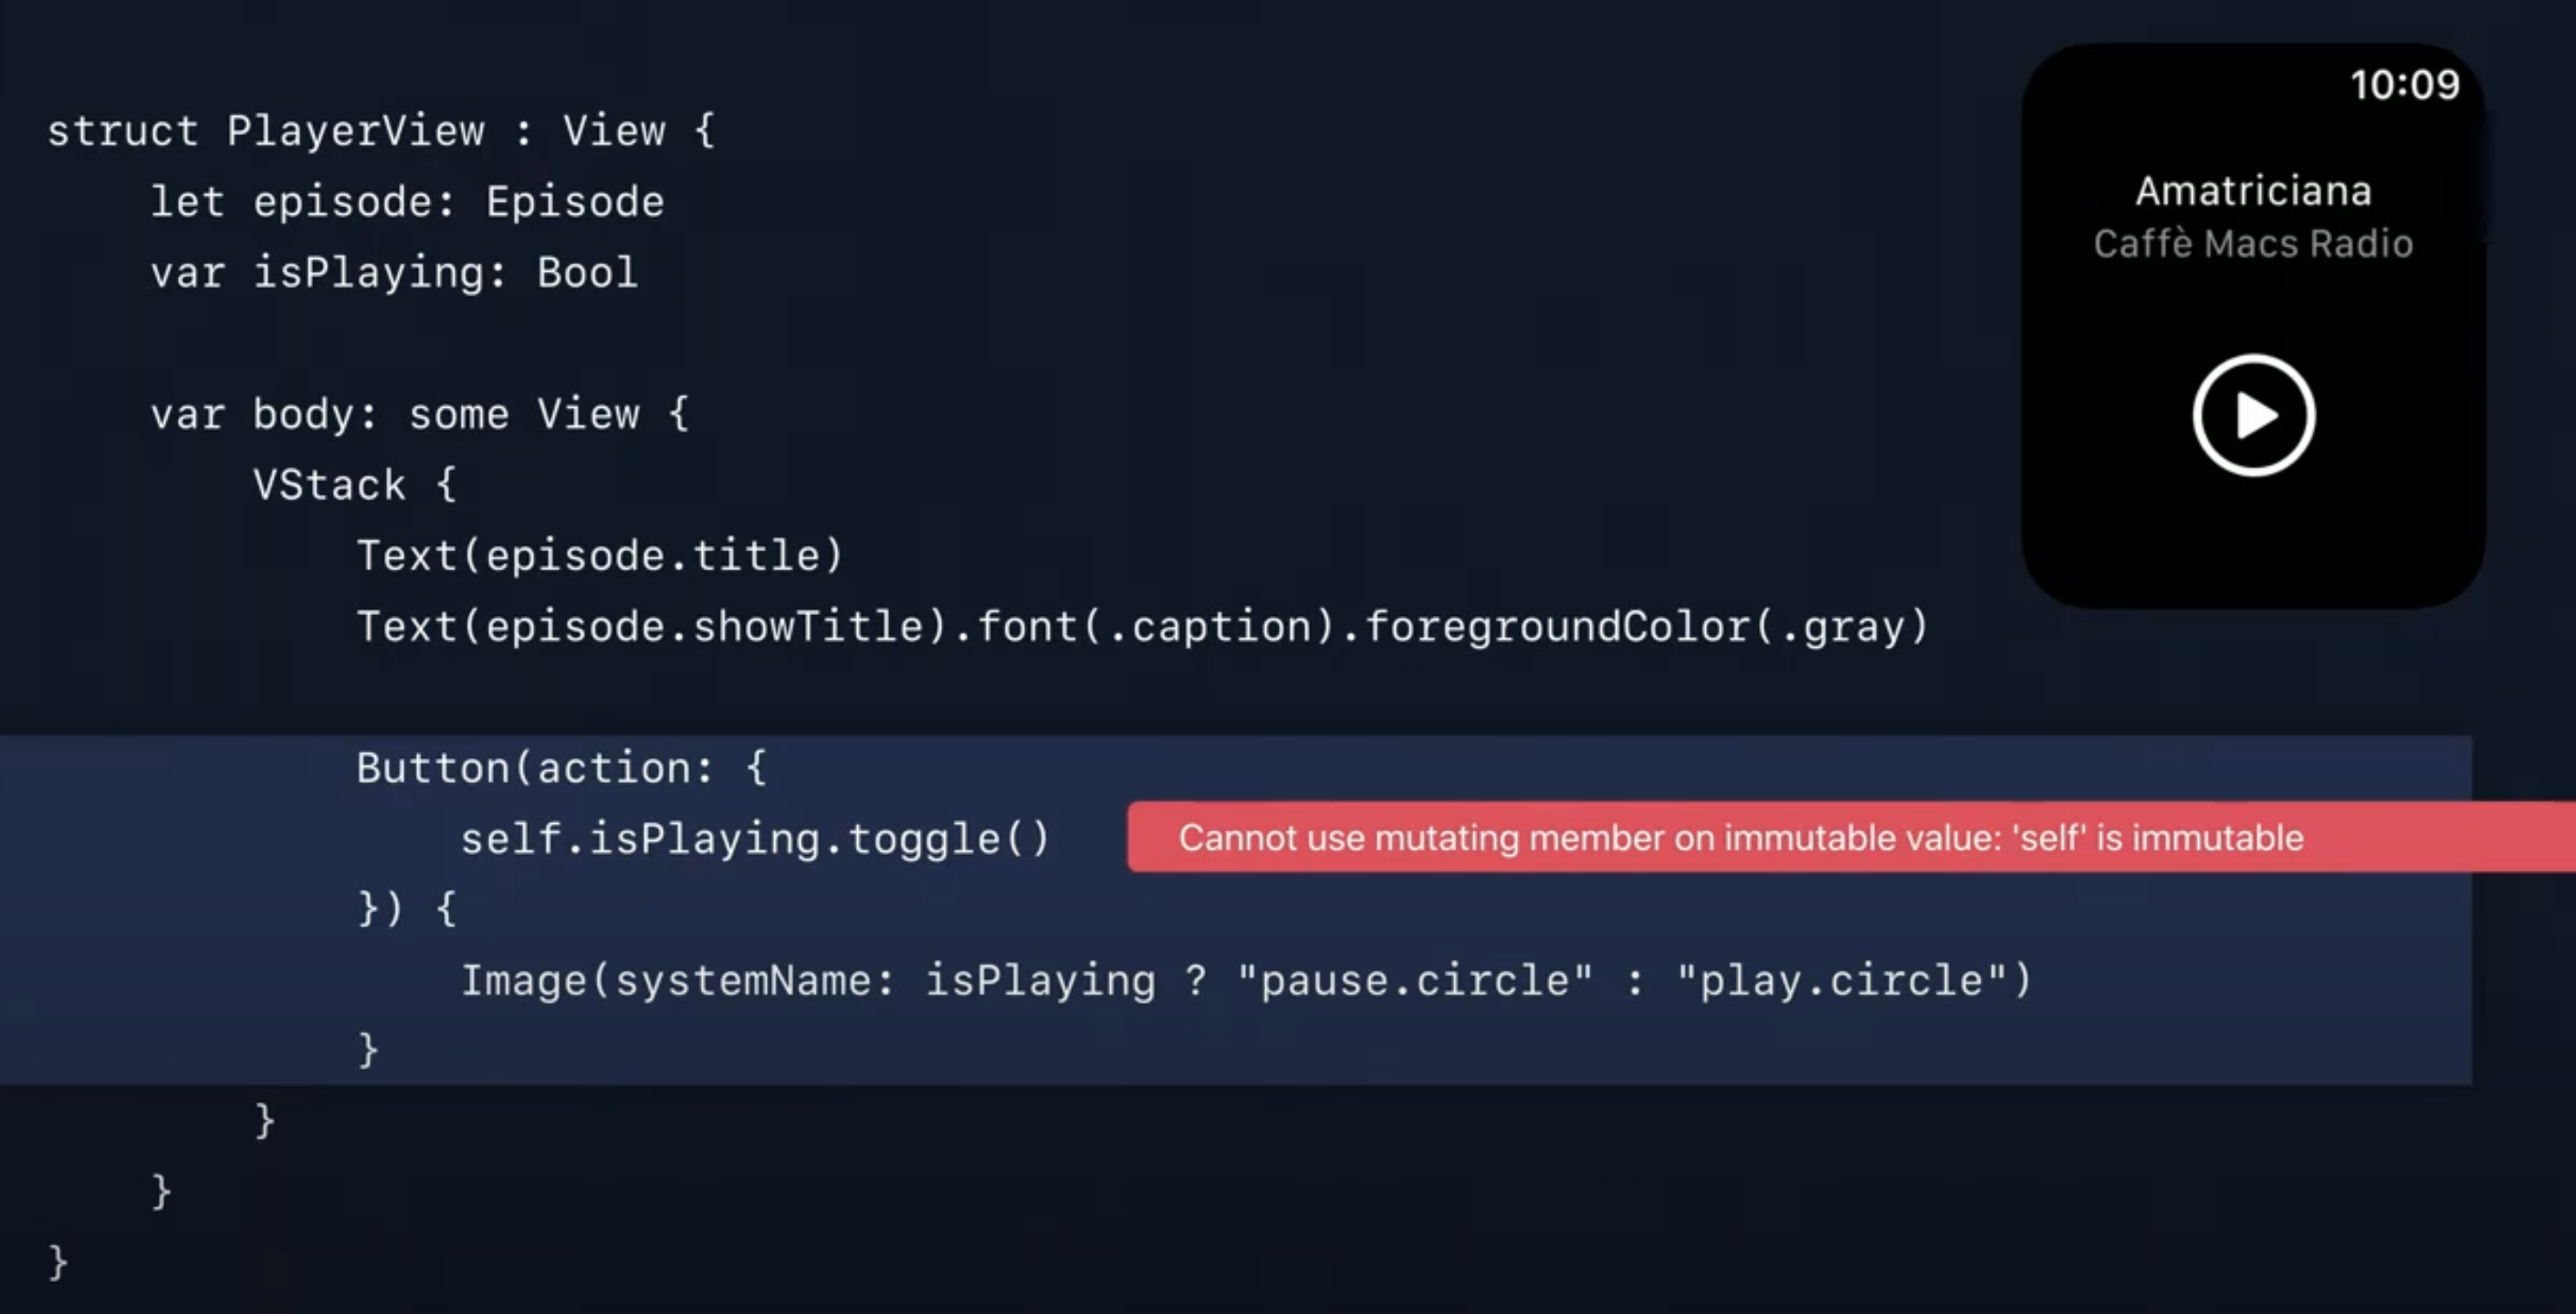 struct PlayerView : View {
    let episode: Episode
    var isPlaying: Bool

    var body: some View {
        VStack {
            Text(episode.title)
            Text(episode.showTitle).font(.caption).foregroundColor(.gray)

            Button(action: {
                self.isPlaying.toggle()
Cannot use mutating member on immutable value: 'self' is immutable
            }) {
                Image(systemName: isPlaying ? "pause.circle" : "play.circle")
            }
        }
    }
}
10:09
Amatriciana
Caffè Macs Radio